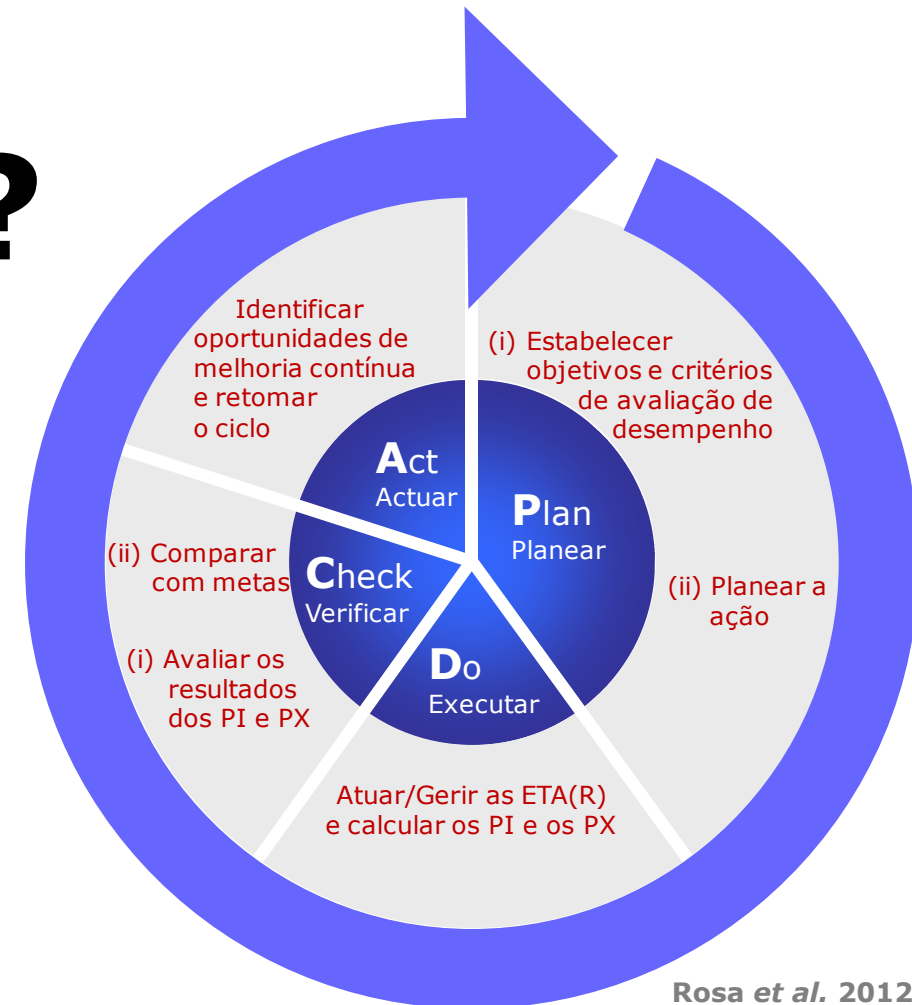 ?
Identificar
oportunidades de
melhoria contínua
e retomar
o ciclo
(i) Estabelecer
objetivos e critérios
de avaliação de
desempenho
Act
Actuar
Plan
Planear
(ii) Comparar
com metas
Check
Verificar
(ii) Planear a
ação
(i) Avaliar os
resultados
dos PI e PX
Do
Executar
Atuar/Gerir as ETA(R)
e calcular os PI e os PX
Rosa et al. 2012